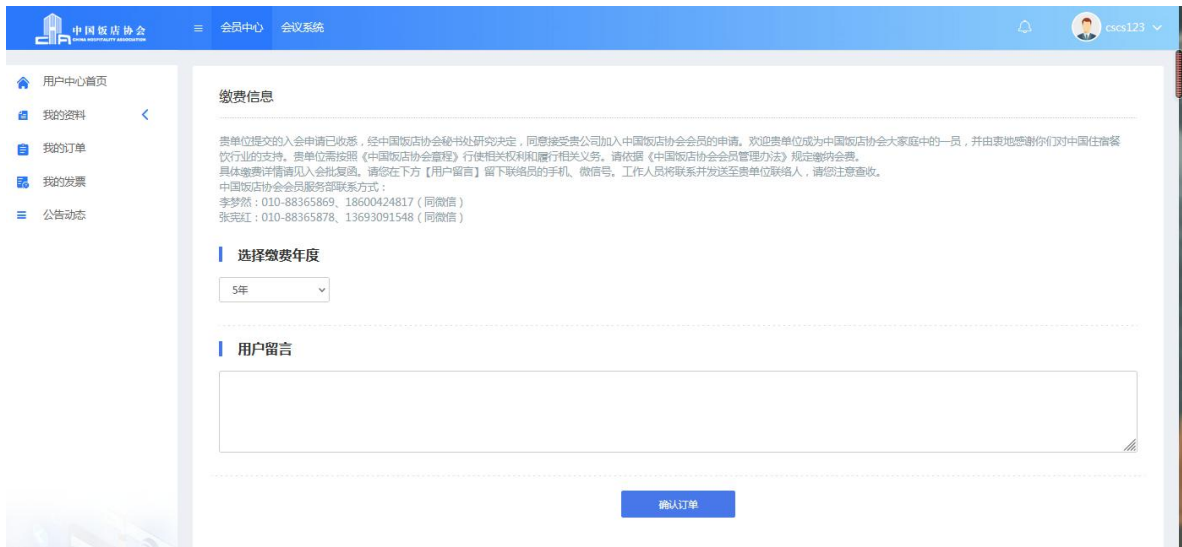 中国饭店协会
CHINA HOSPITALITY ASSOCIATION
会员中心 会议系统
cscs123
用户中心首页
我的资料
我的订单
我的发票
公告动态
缴费信息
贵单位提交的入会申请已收悉，经中国饭店协会秘书处研究决定，同意接受贵公司加入中国饭店协会会员的申请。欢迎贵单位成为中国饭店协会大家庭中的一员，并由衷地感谢你们对中国住宿餐
饮行业的支持。贵单位需按照《中国饭店协会章程》行使相关权利和履行相关义务。请依据《中国饭店协会会员管理办法》规定缴纳会费。
具体缴费详情请见入会批复函。请您在下方【用户留言】留下联络员的手机、微信号。工作人员将联系并发送至贵单位联络人，请您注意查收。
中国饭店协会会员服务部联系方式：
李梦然：010-88365869、18600424817（同微信）
张宪红：010-88365878、13693091548（同微信）
选择缴费年度
5年
用户留言
确认订单